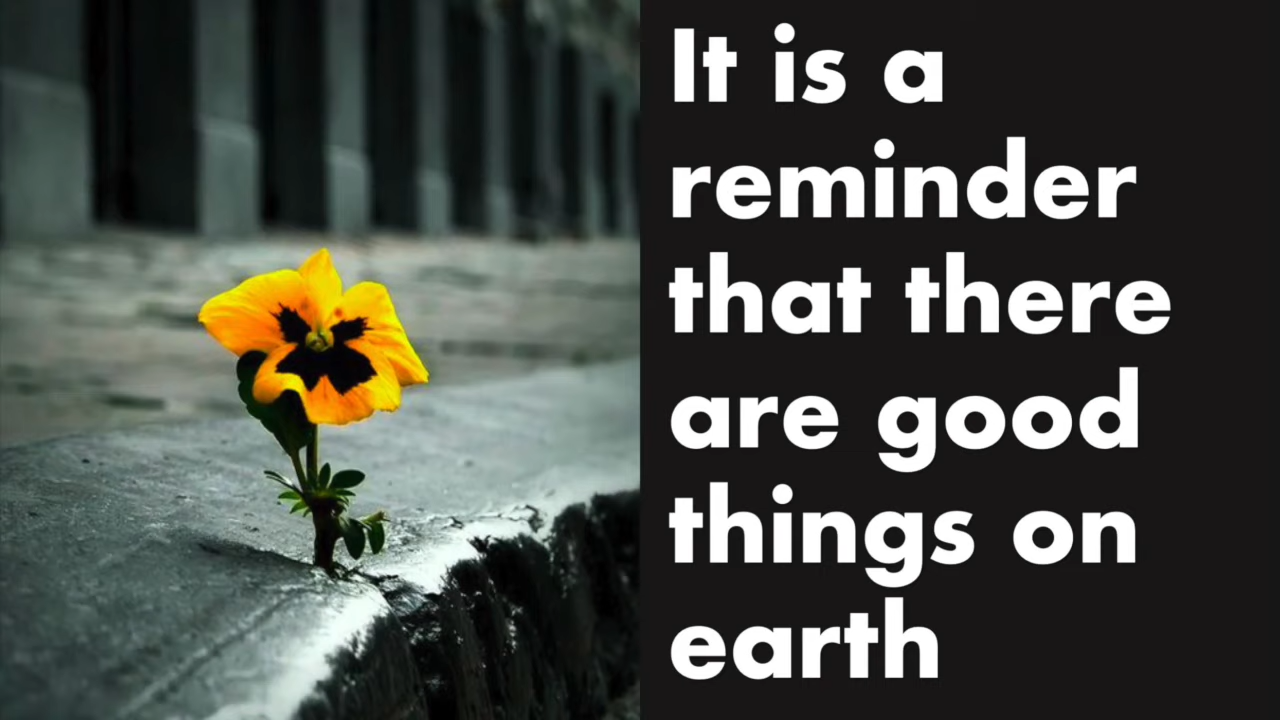 It is a
reminder
that there
are good
things on
earth